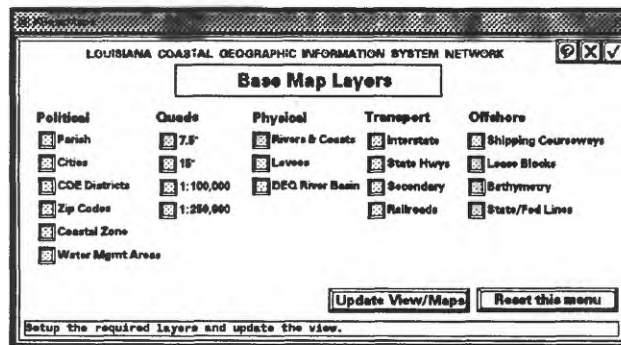 LOUISIANA COASTAL GEOGRAPHIC INFORMATION SYSTEM NETWORK
Base Map Layers
Political
Parish
Cities
COE Districts
Zip Codes
Coastal Zone
Water Mgmt Areas
Quads
7.5"
15"
1:100,000
1:250,000
Physical
Rivers & Coasts
Levees
DEQ River Basin
Transport
Interstate
State Hwys
Secondary
Railroads
Offshore
Shipping Courseways
Lease Blocks
Bathymetry
State/Fed Lines
Update View/Maps
Reset this menu
Setup the required layers and update the view.